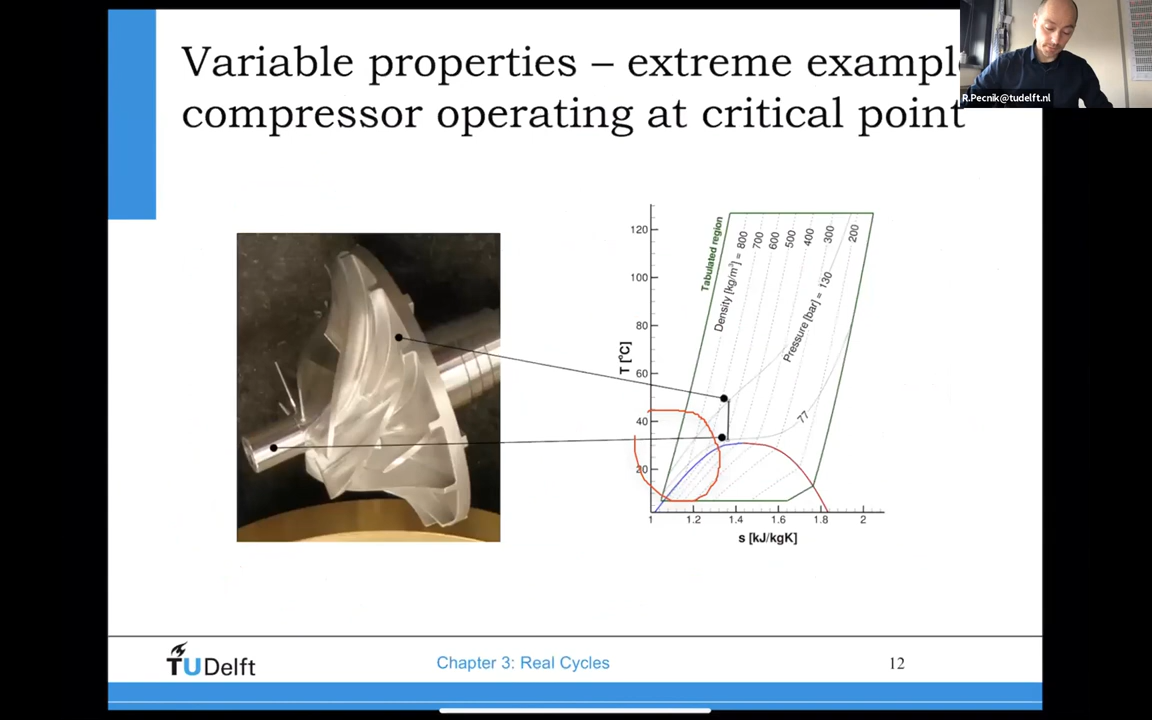 Variable properties – extreme exampl
compressor operating at critical point
R.Pecnik@tudelft.nl
Tabulated region
Density [kg/m³] = 800
700
600
500
400
300
200
Pressure [bar] = 130
77
T [°C]
120
100
80
60
40
20
1
1.2
1.4
1.6
1.8
2
s [kJ/kgK]
TUDelft
Chapter 3: Real Cycles
12